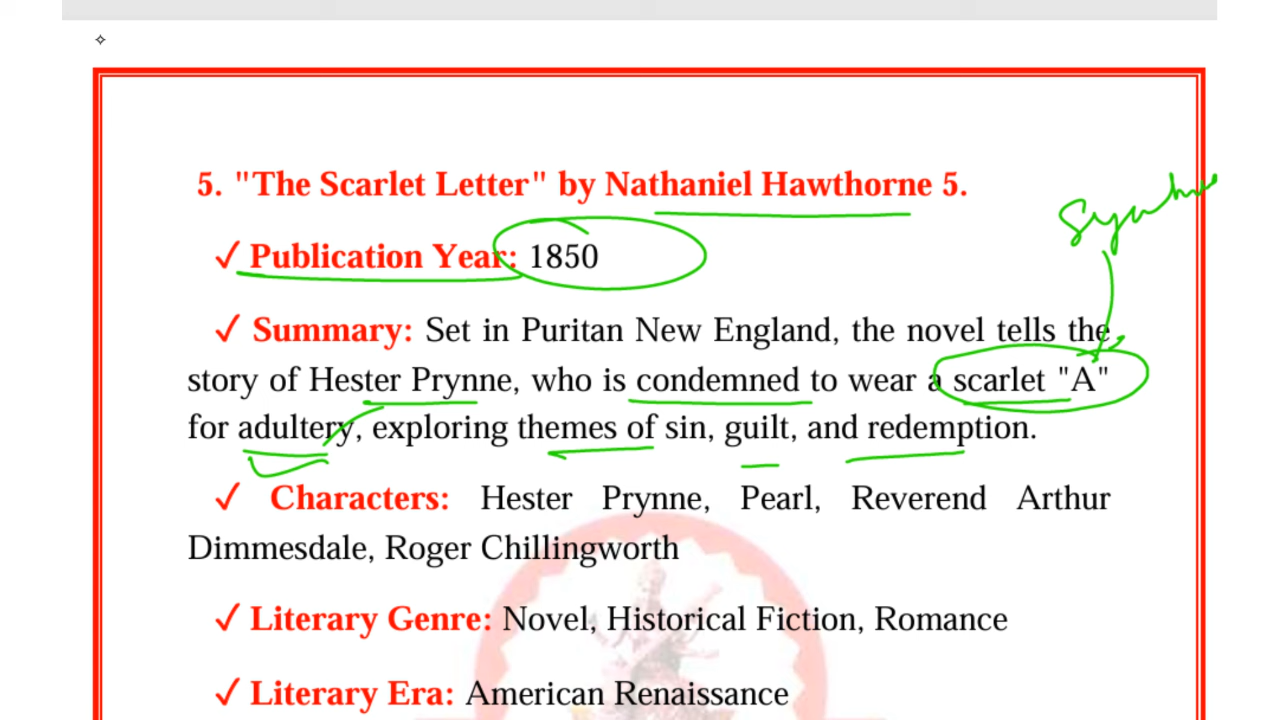 5. "The Scarlet Letter" by Nathaniel Hawthorne 5.
✓ Publication Year: 1850
✓ Summary: Set in Puritan New England, the novel tells the
story of Hester Prynne, who is condemned to wear a scarlet "A"
for adultery, exploring themes of sin, guilt, and redemption.
✓ Characters: Hester Prynne, Pearl, Reverend Arthur
Dimmesdale, Roger Chillingworth
✓ Literary Genre: Novel, Historical Fiction, Romance
✓ Literary Era: American Renaissance